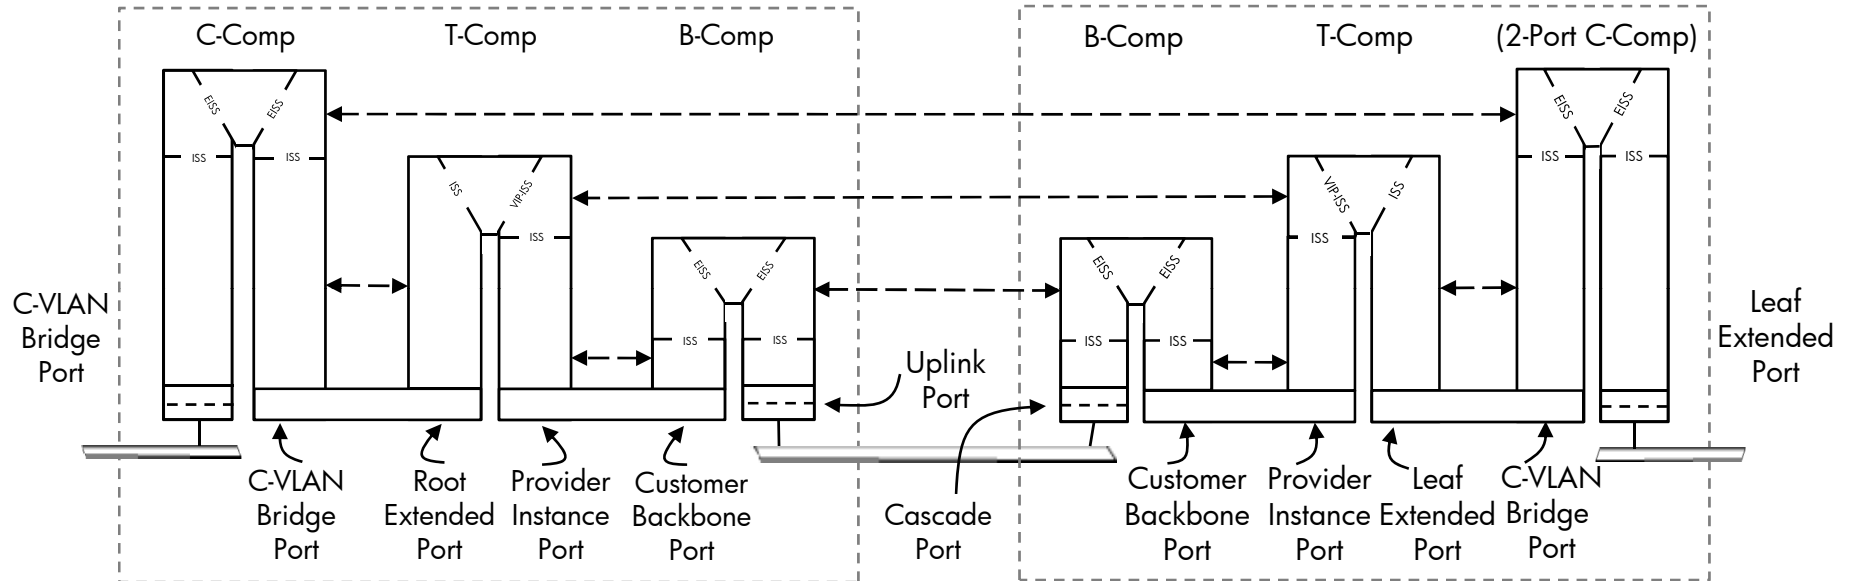 C-Comp
T-Comp
B-Comp
B-Comp
T-Comp
(2-Port C-Comp)
EISS
EISS
ISS
ISS
ISS
VIP-ISS
ISS
EISS
EISS
ISS
ISS
EISS
EISS
ISS
ISS
VIP-ISS
ISS
ISS
EISS
EISS
ISS
ISS
C-VLAN
Bridge
Port
Uplink
Port
Leaf
Extended
Port
C-VLAN
Bridge
Port
Root
Extended
Port
Provider
Instance
Port
Customer
Backbone
Port
Cascade
Port
Customer
Backbone
Port
Provider
Instance
Port
Leaf
Extended
Port
C-VLAN
Bridge
Port